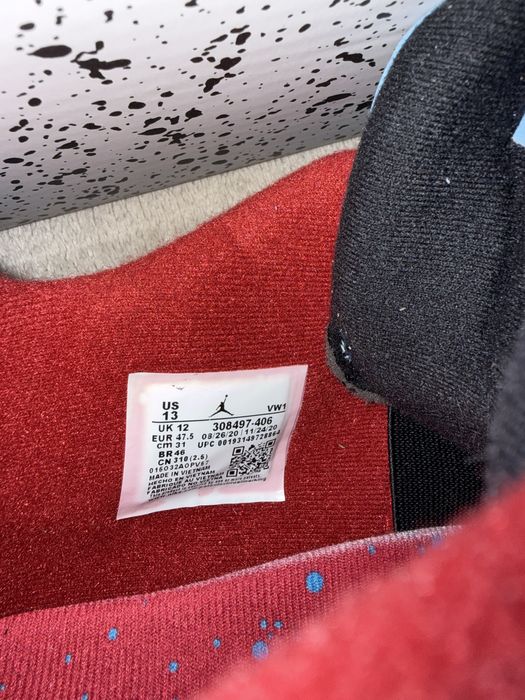 US
13
VW1
UK 12 308497-406
EUR 47.5 08/26/20 / 11/24/20
cm 31 UPC 00193149728864
BR 46
CN 310 (2.5)
MADE IN VIETNAM
HECHO EN VIETNAM
FABRIQUÉ AU VIETNAM